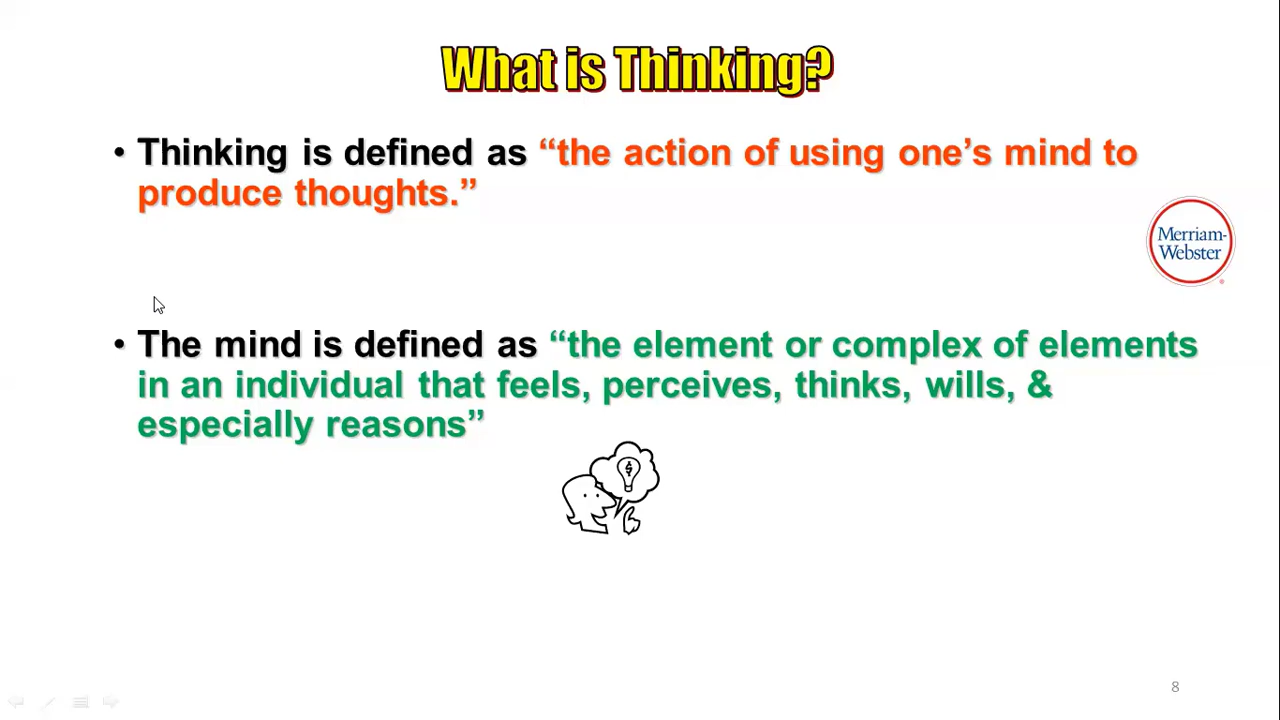 What is Thinking?
• Thinking is defined as “the action of using one’s mind to
produce thoughts.”
Merriam-
Webster
®
• The mind is defined as “the element or complex of elements
in an individual that feels, perceives, thinks, wills, &
especially reasons”
8